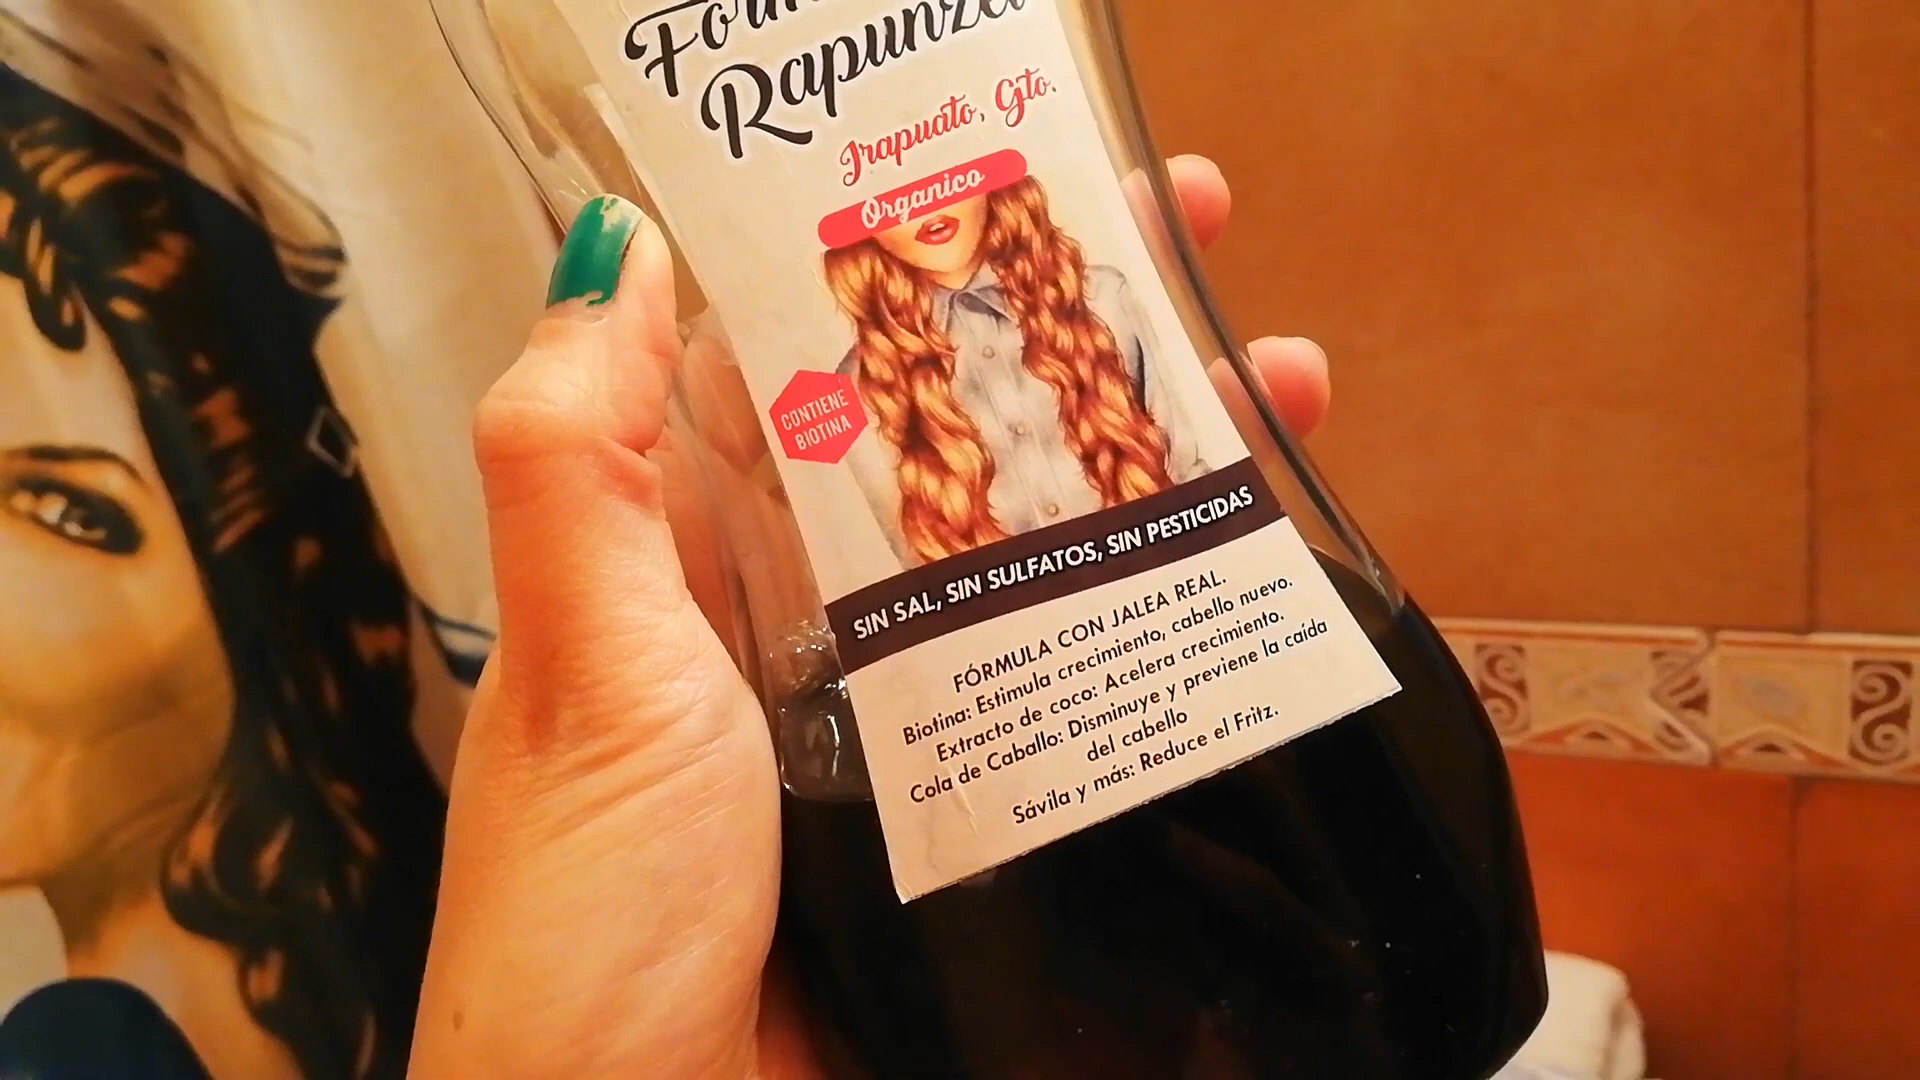 Rapunzel
Irapuato, Gto.
Organico
CONTIENE
BIOTINA
SIN SAL, SIN SULFATOS, SIN PESTICIDAS
FÓRMULA CON JALEA REAL.
Biotina: Estimula crecimiento, cabello nuevo.
Extracto de coco: Acelera crecimiento.
Cola de Caballo: Disminuye y previene la caída
del cabello
Sávila y más: Reduce el Fritz.